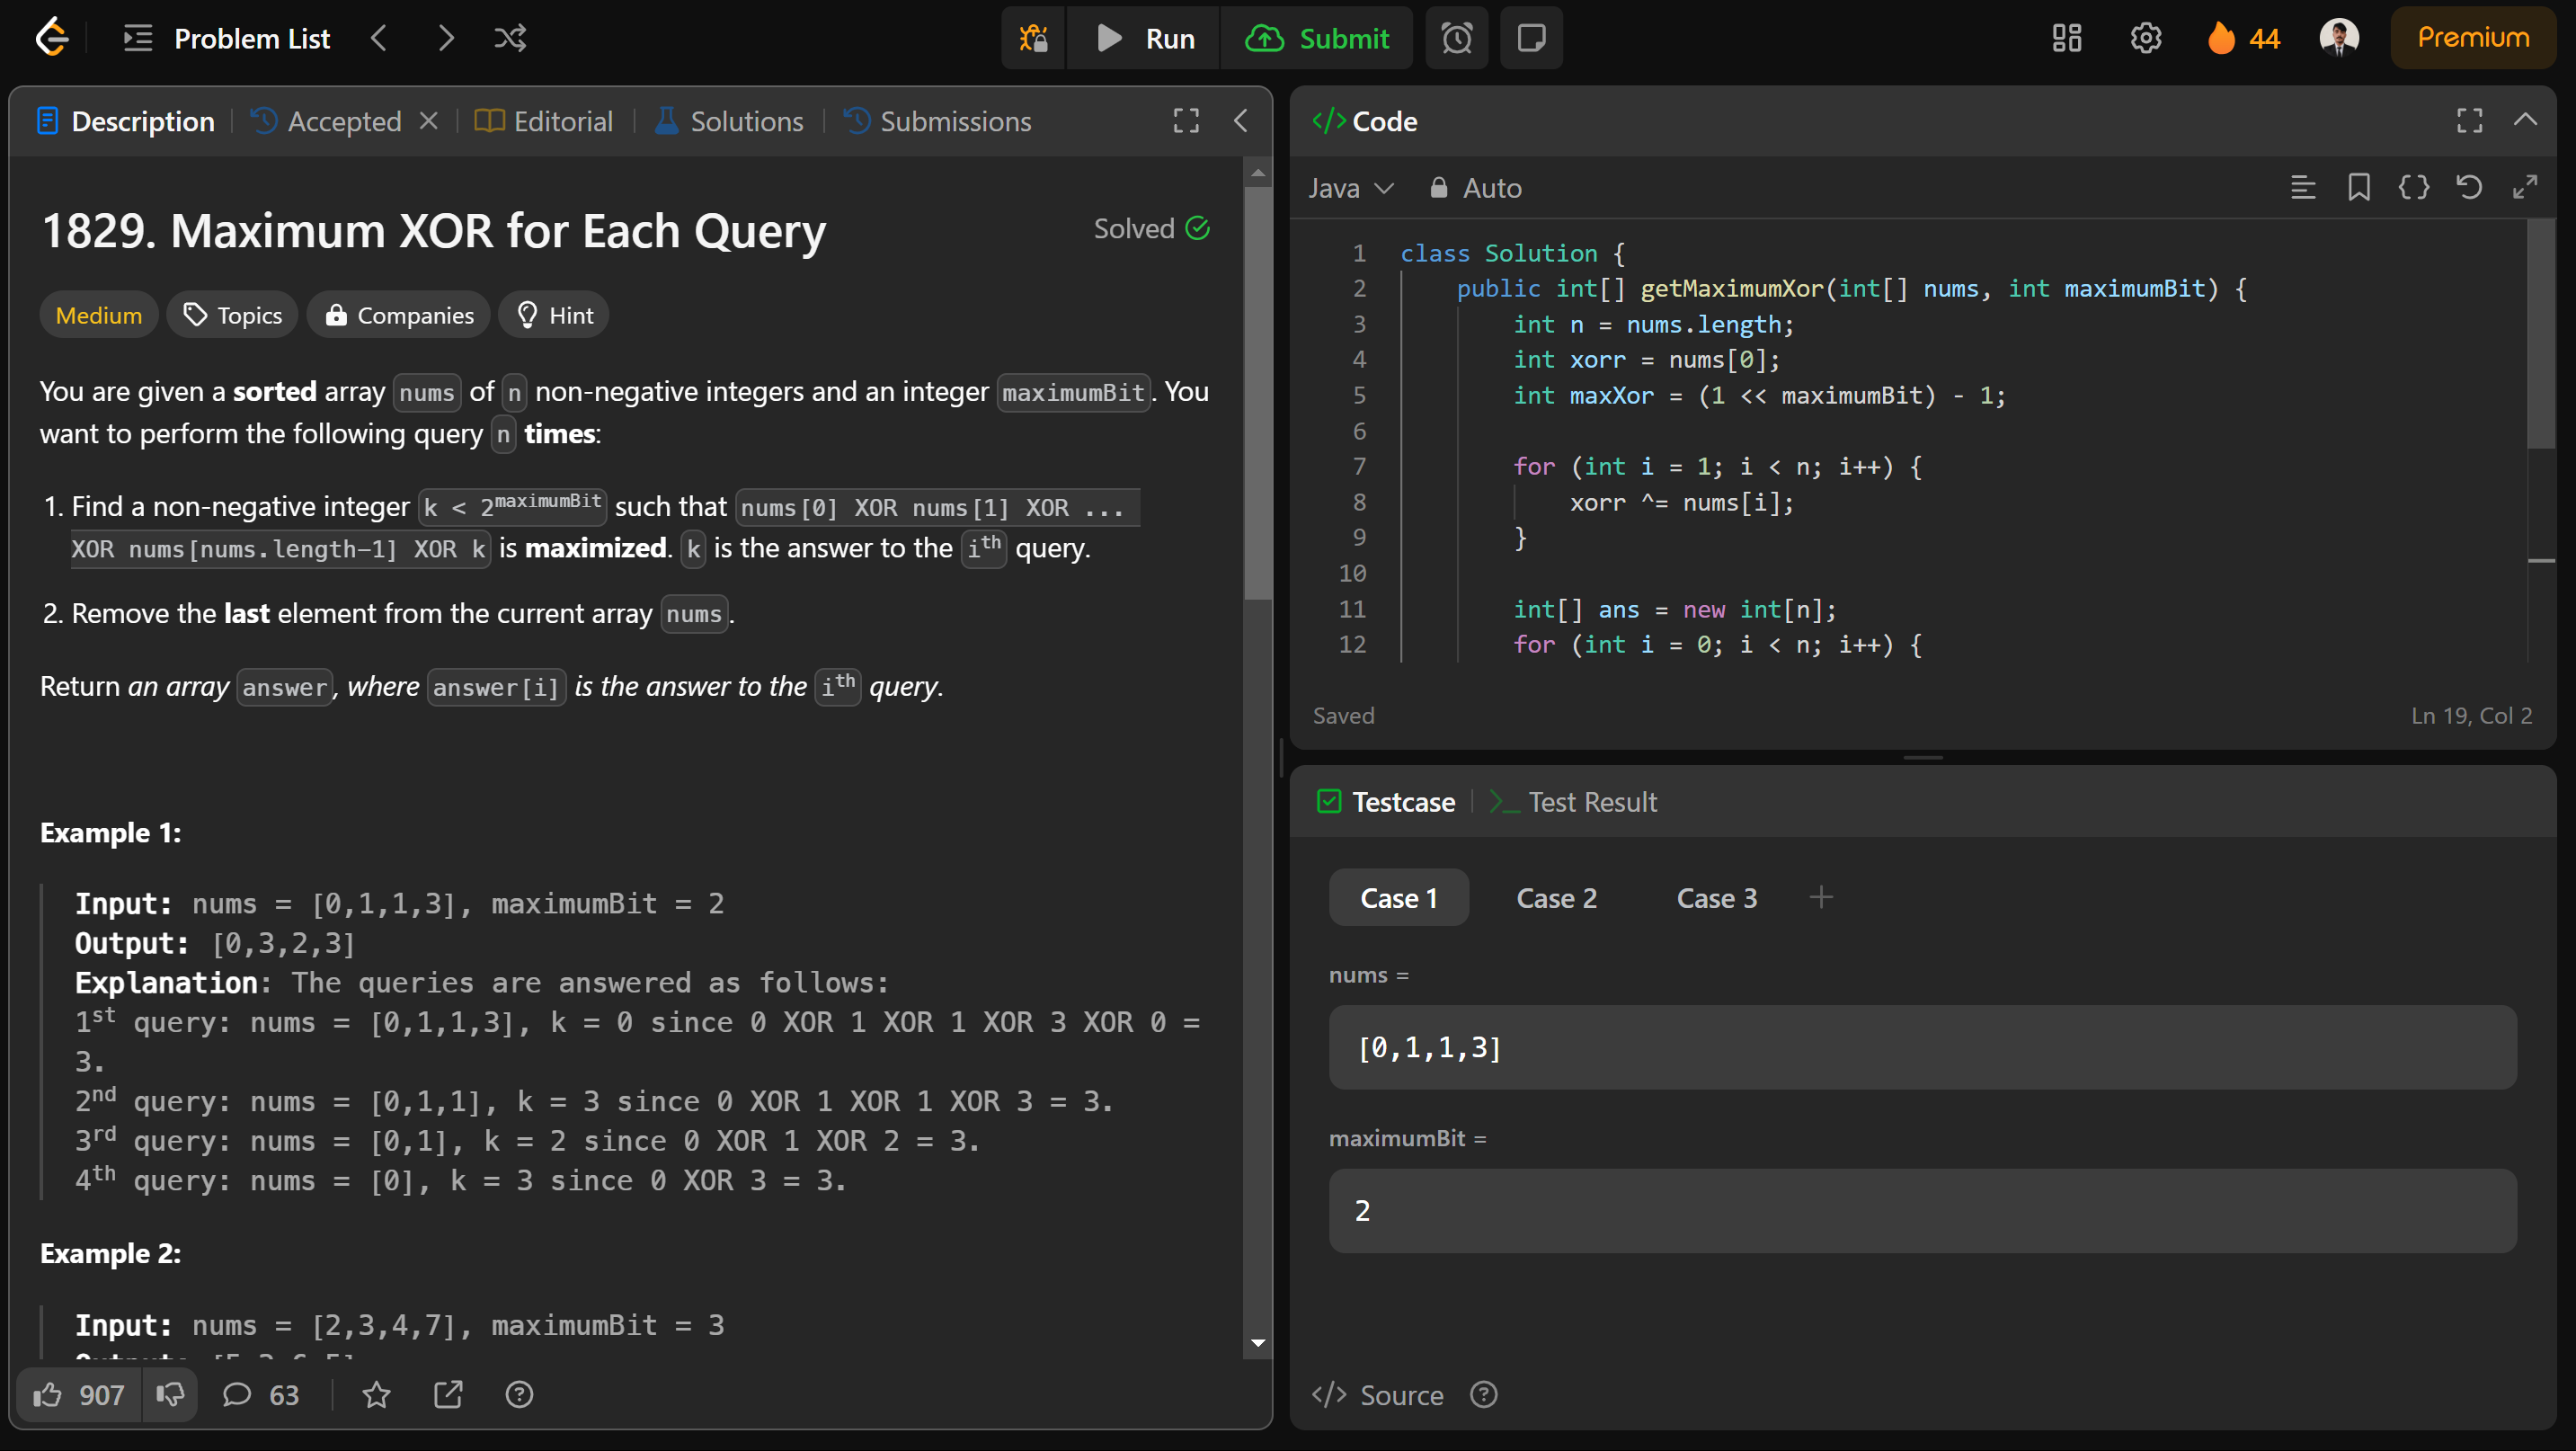 Problem List
Run
Submit
44
Premium
Description
Accepted
Editorial
Solutions
Submissions
1829. Maximum XOR for Each Query
Solved
Medium
Topics
Companies
Hint
You are given a sorted array nums of n non-negative integers and an integer maximumBit. You
want to perform the following query n times:
1. Find a non-negative integer k < 2^maximumBit such that nums[0] XOR nums[1] XOR ...
XOR nums[nums.length-1] XOR k is maximized. k is the answer to the i^th query.
2. Remove the last element from the current array nums.
Return an array answer, where answer[i] is the answer to the i^th query.
Example 1:
Input: nums = [0,1,1,3], maximumBit = 2
Output: [0,3,2,3]
Explanation: The queries are answered as follows:
1^st query: nums = [0,1,1,3], k = 0 since 0 XOR 1 XOR 1 XOR 3 XOR 0 =
3.
2^nd query: nums = [0,1,1], k = 3 since 0 XOR 1 XOR 1 XOR 3 = 3.
3^rd query: nums = [0,1], k = 2 since 0 XOR 1 XOR 2 = 3.
4^th query: nums = [0], k = 3 since 0 XOR 3 = 3.
Example 2:
Input: nums = [2,3,4,7], maximumBit = 3
907
63
Code
Java
Auto
1 class Solution {
2 public int[] getMaximumXor(int[] nums, int maximumBit) {
3 int n = nums.length;
4 int xorr = nums[0];
5 int maxXor = (1 << maximumBit) - 1;
6
7 for (int i = 1; i < n; i++) {
8 xorr ^= nums[i];
9 }
10
11 int[] ans = new int[n];
12 for (int i = 0; i < n; i++) {
Saved
Ln 19, Col 2
Testcase
Test Result
Case 1
Case 2
Case 3
nums =
[0,1,1,3]
maximumBit =
2
Source